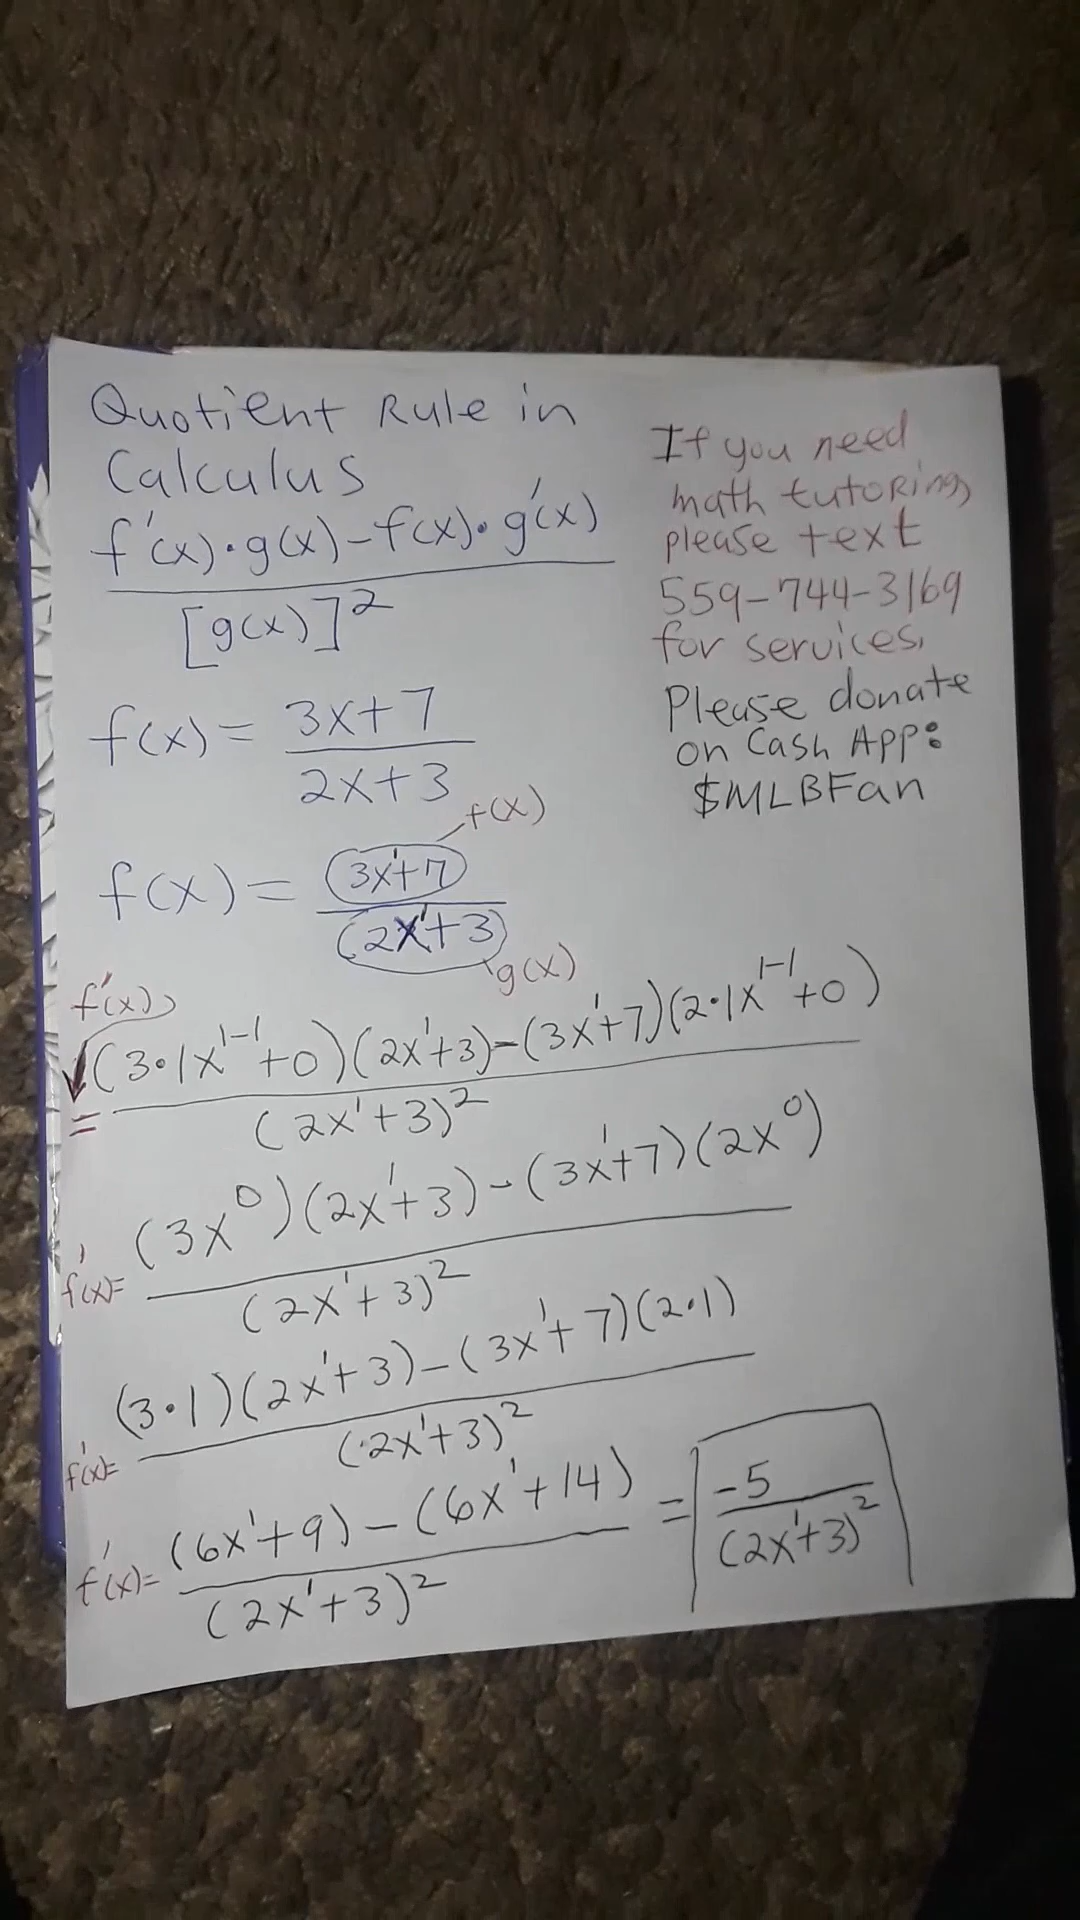 Quotient Rule in
Calculus
f'(x)·g(x)-f(x)·g'(x)
[g(x)]²
If you need
math tutoring,
please text
559-744-3169
for services.
Please donate
on Cash App:
$MLBFan
f(x)= 3x+7
2x+3
f(x)
f(x)= (3x¹+7)
(2x¹+3)
g(x)
f'(x)
= (3·1x¹⁻¹+0)(2x¹+3)-(3x¹+7)(2·1x¹⁻¹+0)
(2x¹+3)²
f'(x)= (3x⁰)(2x¹+3)-(3x¹+7)(2x⁰)
(2x¹+3)²
f'(x)= (3·1)(2x¹+3)-(3x¹+7)(2·1)
(2x¹+3)²
f'(x)= (6x¹+9)-(6x¹+14) = -5
(2x¹+3)² (2x¹+3)²